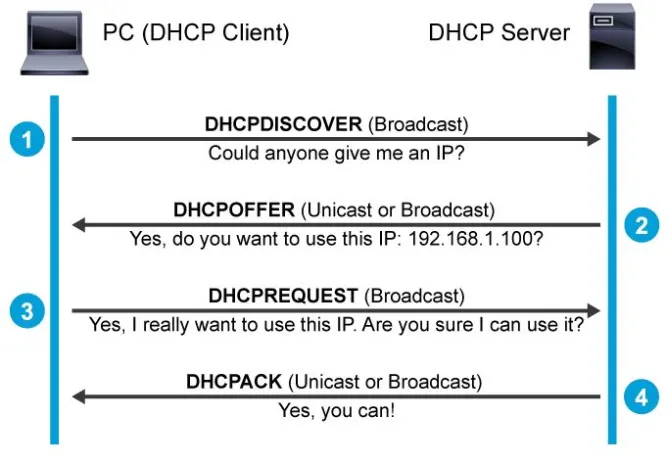 PC (DHCP Client)
DHCP Server
1
DHCPDISCOVER (Broadcast)
Could anyone give me an IP?
DHCPOFFER (Unicast or Broadcast)
2
Yes, do you want to use this IP: 192.168.1.100?
3
DHCPREQUEST (Broadcast)
Yes, I really want to use this IP. Are you sure I can use it?
DHCPACK (Unicast or Broadcast)
4
Yes, you can!